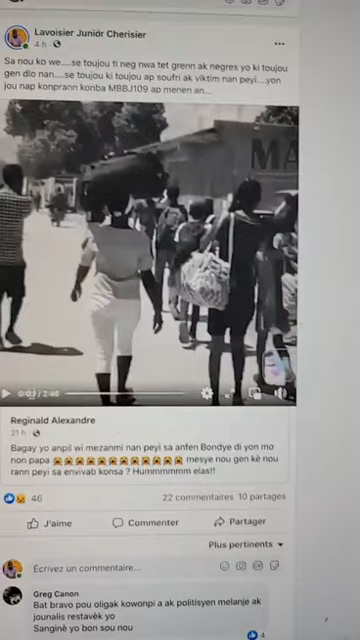 Lavoisier Juniór Cherisier
4 h
Sa nou ko we....se toujou ti neg nwa tet grenn ak negres yo ki toujou
gen dlo nan....se toujou ki toujou ap soufri ak viktim nan peyi....yon
jou nap konprann konba MBBJ109 ap menen an...
MA
0:03 / 2:46
Reginald Alexandre
21 h
Bagay yo anpil wi mezanmi nan peyi sa anfen Bondye di yon mo
non papa 😭😭😭😭😭😭😭😭😭😭😭 mesye nou gen kè nou
rann peyi sa envivab konsa ? Hummmmmm elas!!
46
22 commentaires 10 partages
J'aime
Commenter
Partager
Plus pertinents
Écrivez un commentaire...
Greg Canon
Bat bravo pou oligak kowonpi a ak politisyen melanje ak
jounalis restavèk yo
Sanginè yo bon sou nou